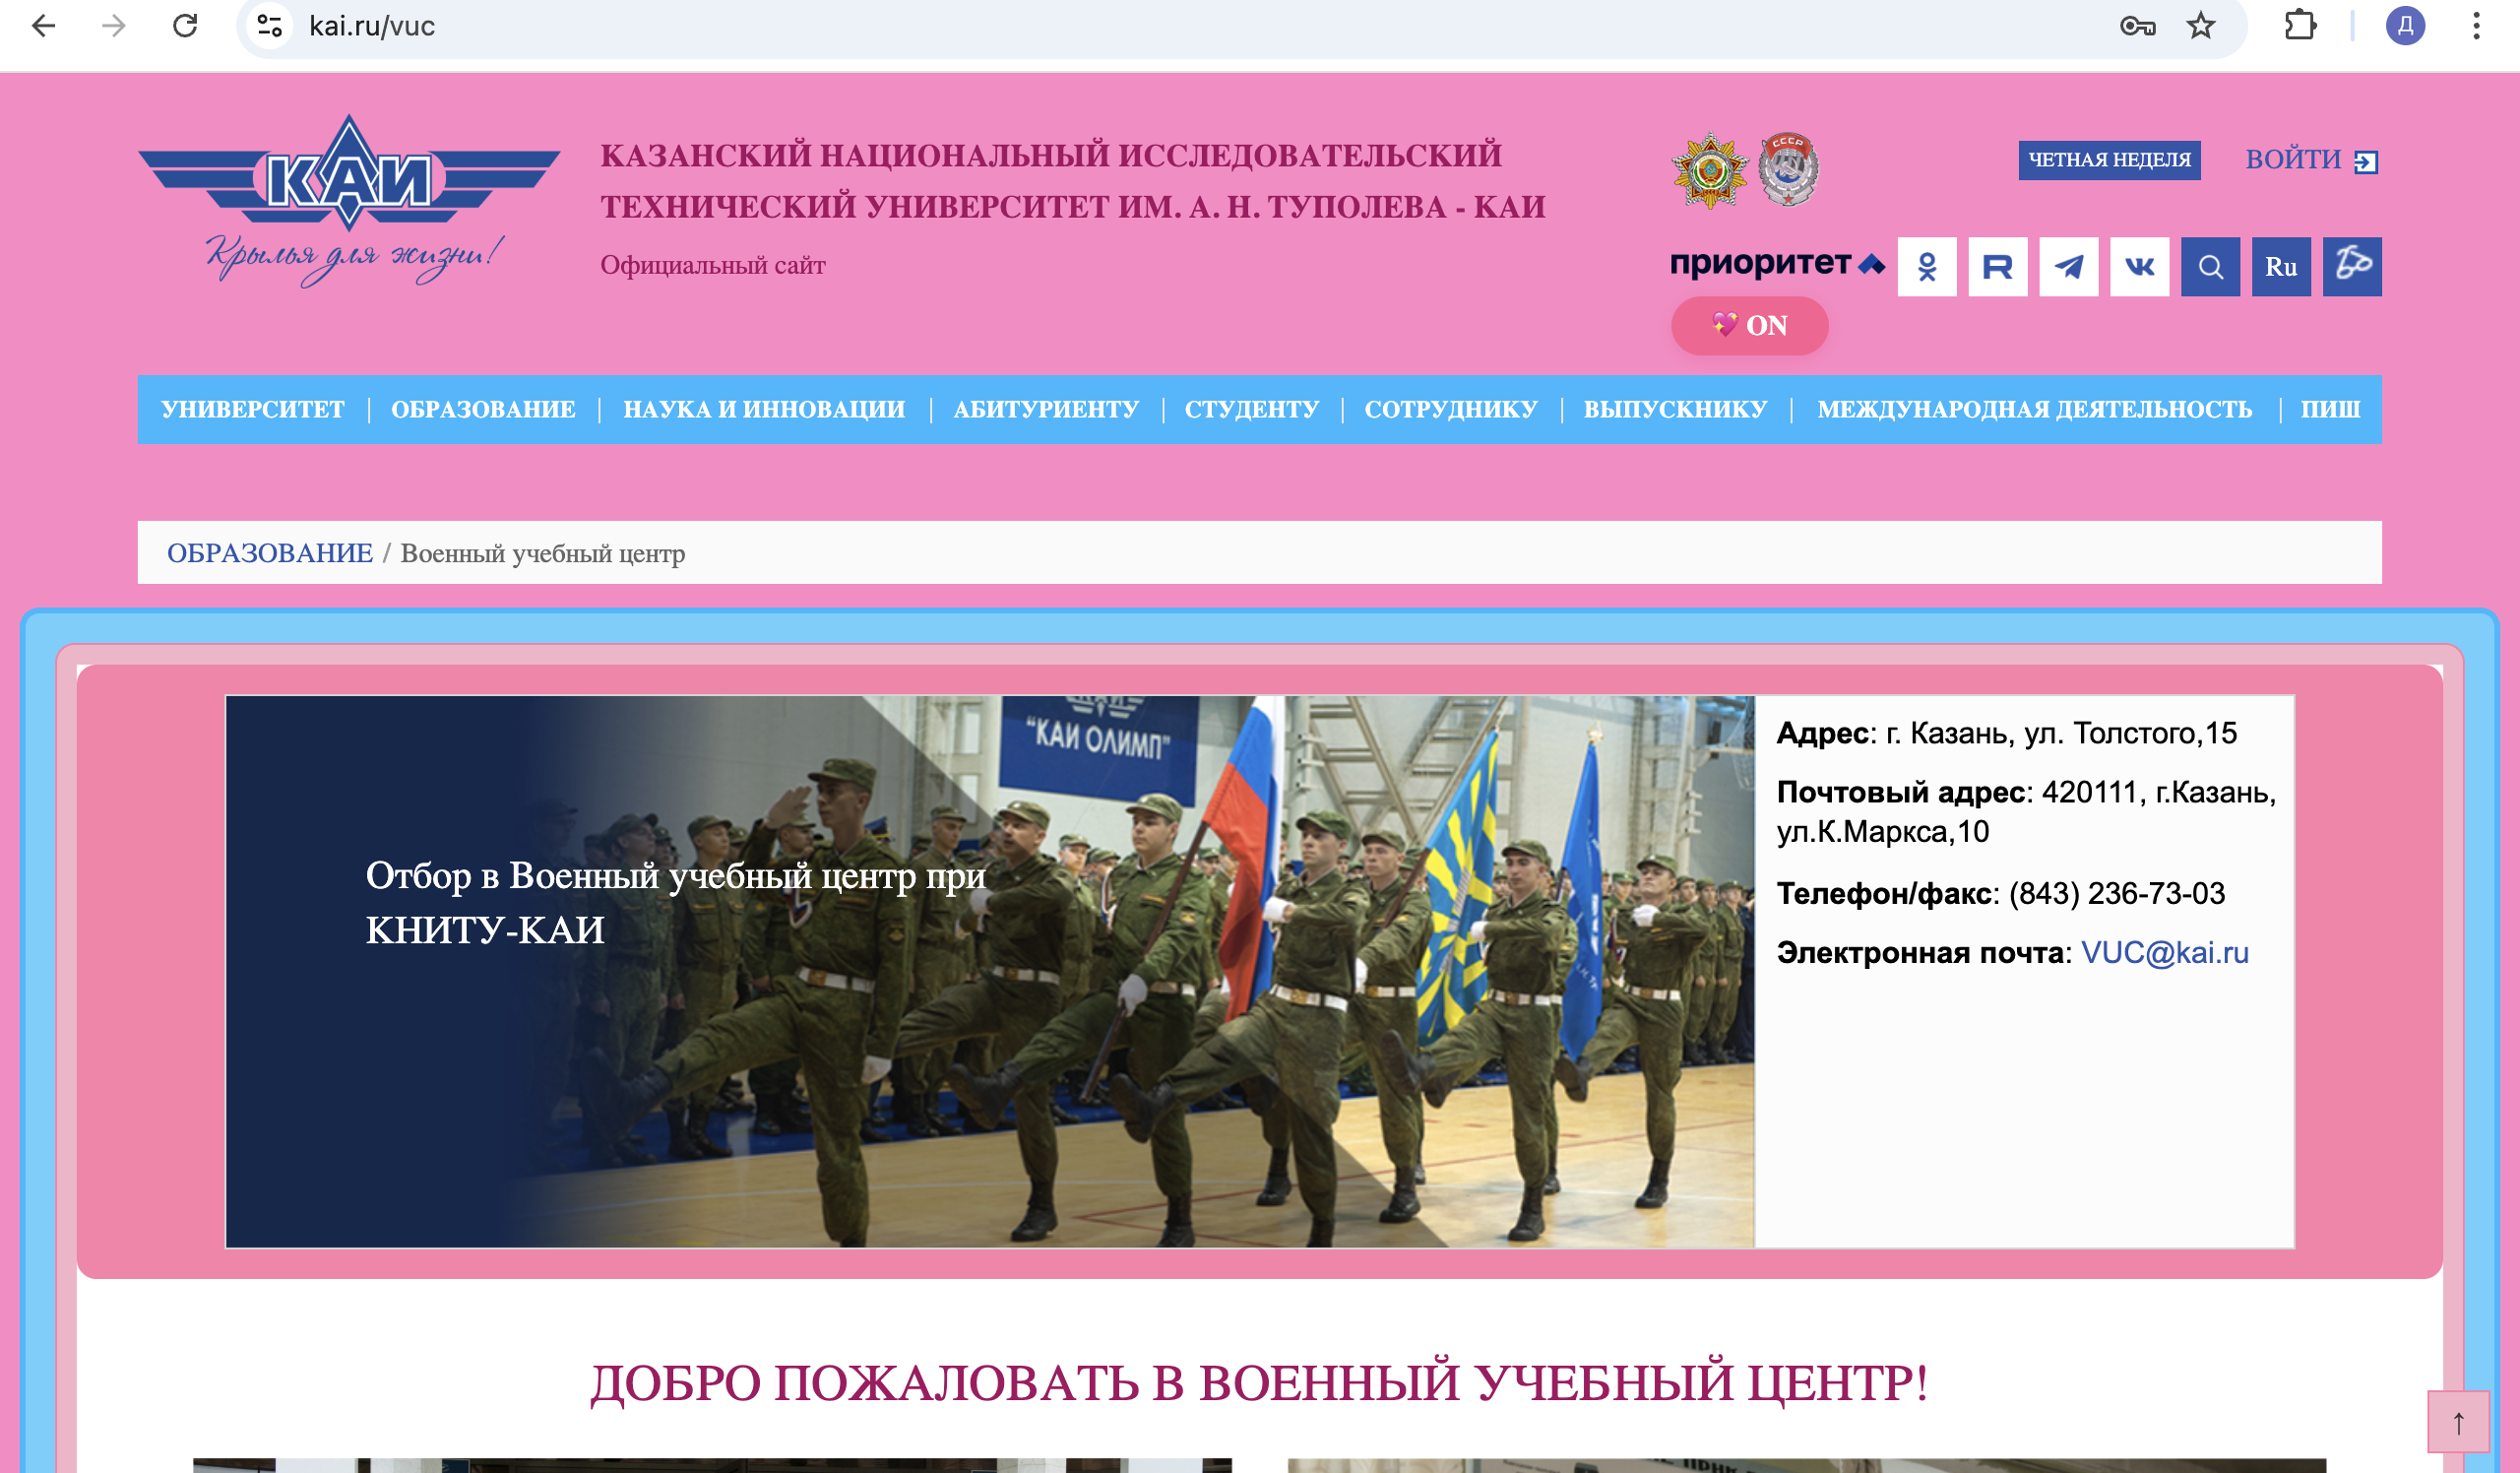 kai.ru/vuc
Д
КАИ
Крылья для жизни!
КАЗАНСКИЙ НАЦИОНАЛЬНЫЙ ИССЛЕДОВАТЕЛЬСКИЙ
ТЕХНИЧЕСКИЙ УНИВЕРСИТЕТ ИМ. А. Н. ТУПОЛЕВА - КАИ
Официальный сайт
СССР
ЧЕТНАЯ НЕДЕЛЯ
ВОЙТИ
приоритет
Ru
💖 ON
УНИВЕРСИТЕТ | ОБРАЗОВАНИЕ | НАУКА И ИННОВАЦИИ | АБИТУРИЕНТУ | СТУДЕНТУ | СОТРУДНИКУ | ВЫПУСКНИКУ | МЕЖДУНАРОДНАЯ ДЕЯТЕЛЬНОСТЬ | ПИШ
ОБРАЗОВАНИЕ / Военный учебный центр
"КАИ ОЛИМП"
Отбор в Военный учебный центр при
КНИТУ-КАИ
Адрес: г. Казань, ул. Толстого,15
Почтовый адрес: 420111, г.Казань,
ул.К.Маркса,10
Телефон/факс: (843) 236-73-03
Электронная почта: VUC@kai.ru
ДОБРО ПОЖАЛОВАТЬ В ВОЕННЫЙ УЧЕБНЫЙ ЦЕНТР!
↑